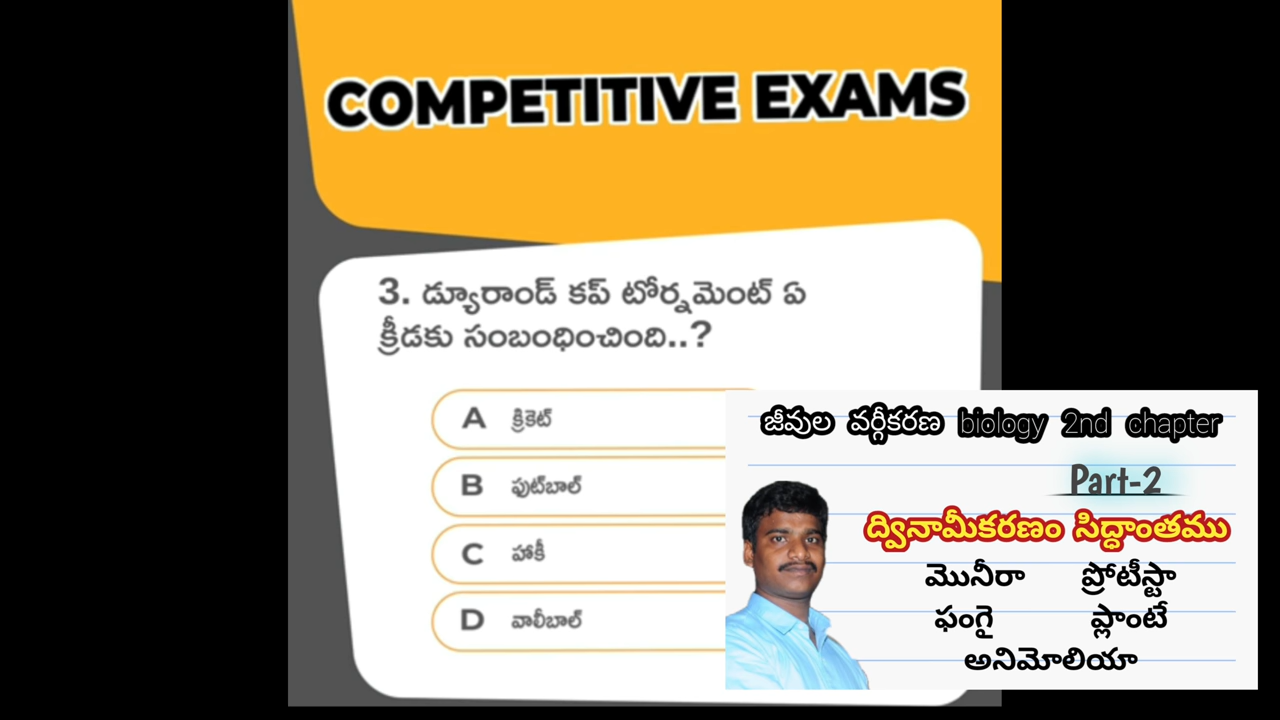 COMPETITIVE EXAMS
3. డ్యూరాండ్ కప్ టోర్నమెంట్ ఏ
క్రీడకు సంబంధించింది..?
A క్రికెట్
B ఫుట్‌బాల్
C హాకీ
D వాలీబాల్
జీవుల వర్గీకరణ biology 2nd chapter
Part-2
ద్వినామీకరణం సిద్ధాంతము
మొనీరా ప్రోటీస్టా
ఫంగై ప్లాంటే
అనిమోలియా